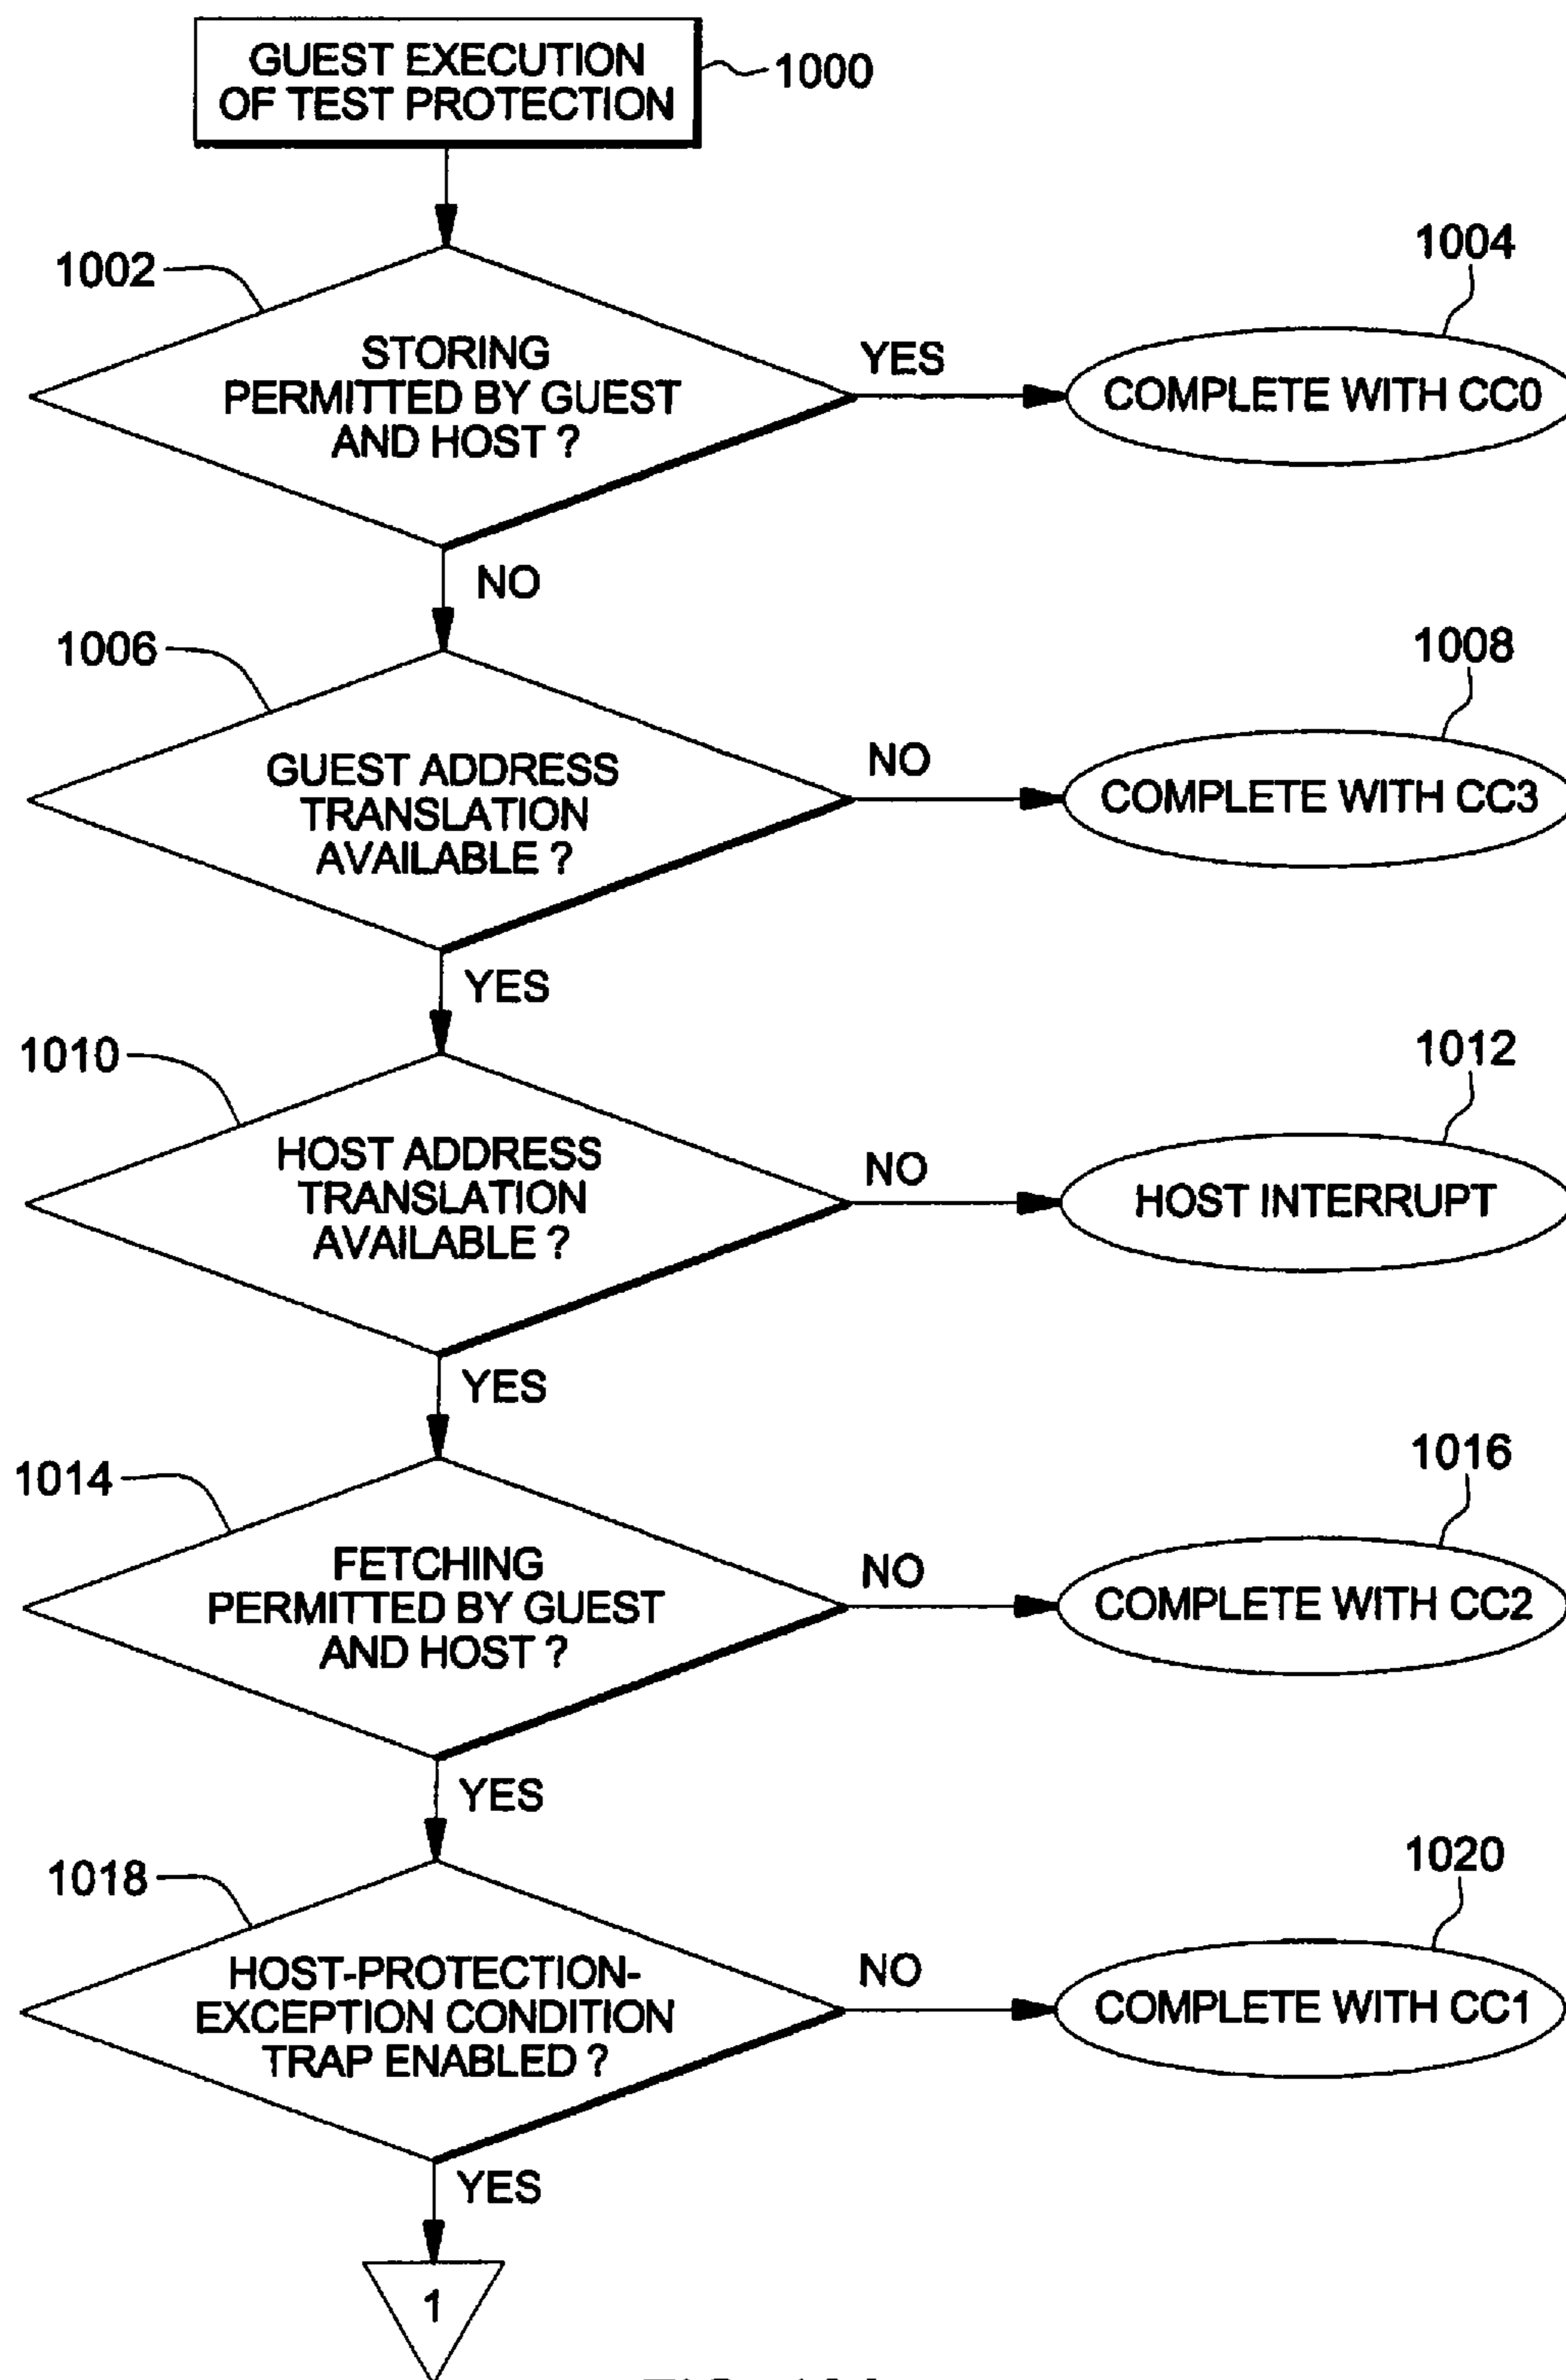 GUEST EXECUTION
OF TEST PROTECTION
1000
1002
STORING
PERMITTED BY GUEST
AND HOST ?
YES
1004
COMPLETE WITH CC0
NO
1006
GUEST ADDRESS
TRANSLATION
AVAILABLE ?
NO
1008
COMPLETE WITH CC3
YES
1010
HOST ADDRESS
TRANSLATION
AVAILABLE ?
NO
1012
HOST INTERRUPT
YES
1014
FETCHING
PERMITTED BY GUEST
AND HOST ?
NO
1016
COMPLETE WITH CC2
YES
1018
HOST-PROTECTION-
EXCEPTION CONDITION
TRAP ENABLED ?
NO
1020
COMPLETE WITH CC1
YES
1